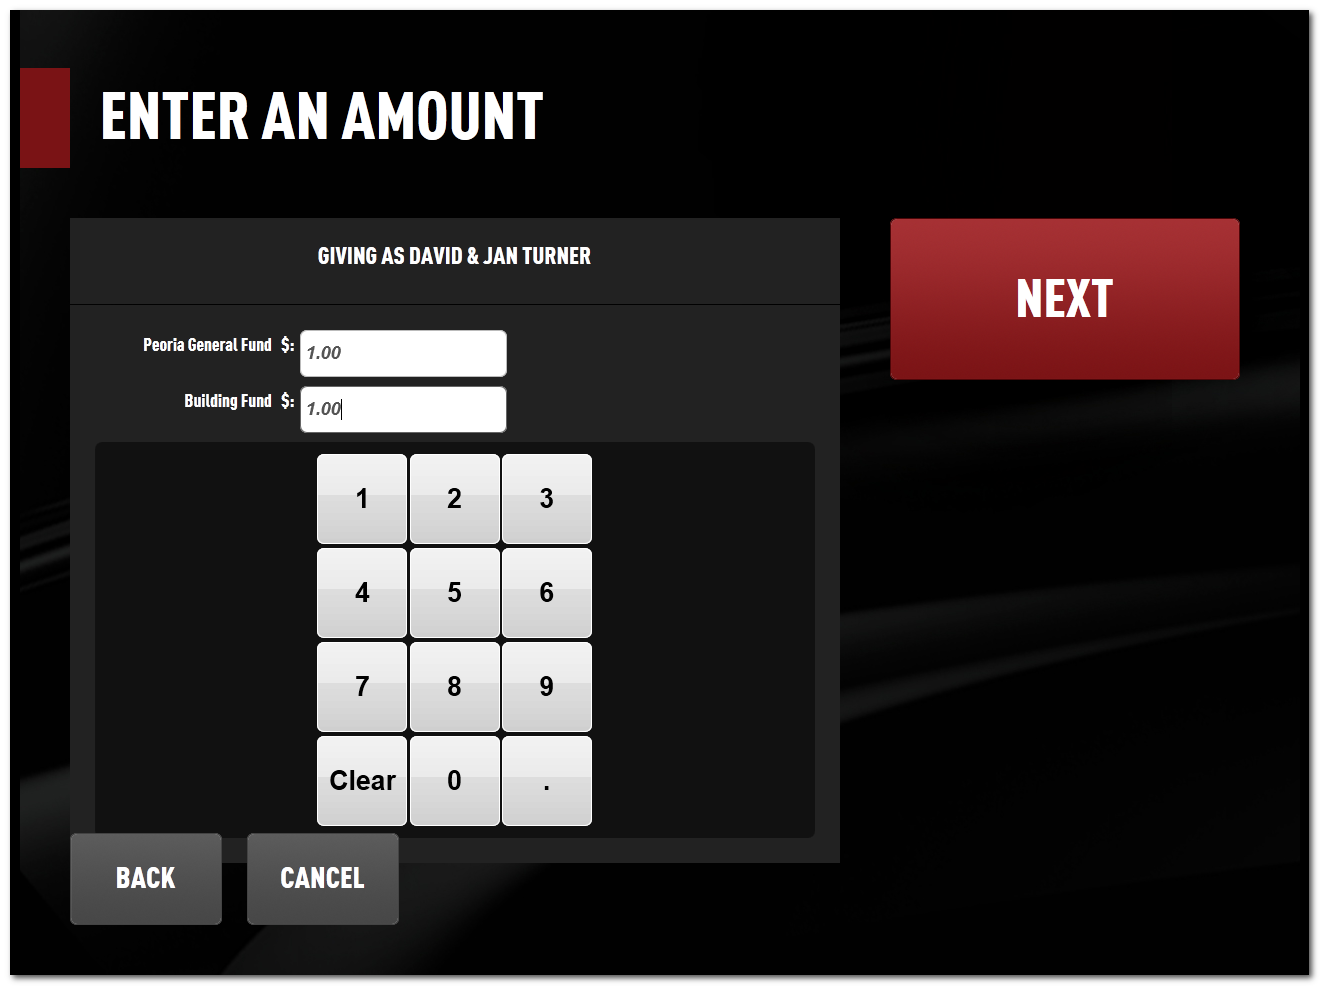 ENTER AN AMOUNT
GIVING AS DAVID & JAN TURNER
NEXT
Peoria General Fund $: 1.00
Building Fund $: 1.00
1 2 3
4 5 6
7 8 9
Clear 0 .
BACK CANCEL